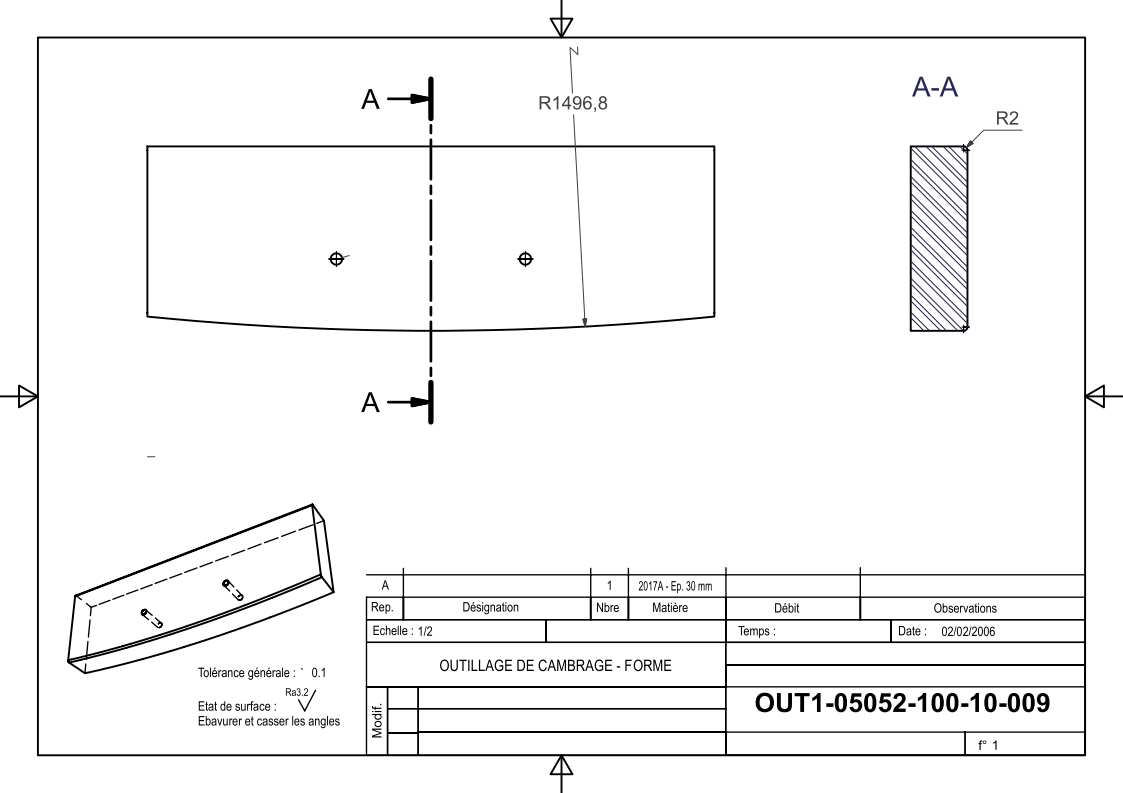 A
R1496,8
A-A
R2
A
A 1 2017A - Ep. 30 mm
Rep. Désignation Nbre Matière Débit Observations
Echelle : 1/2 Temps : Date : 02/02/2006
OUTILLAGE DE CAMBRAGE - FORME
OUT1-05052-100-10-009
Modif.
f° 1
Tolérance générale : ` 0.1
Ra3.2
Etat de surface :
Ebavurer et casser les angles